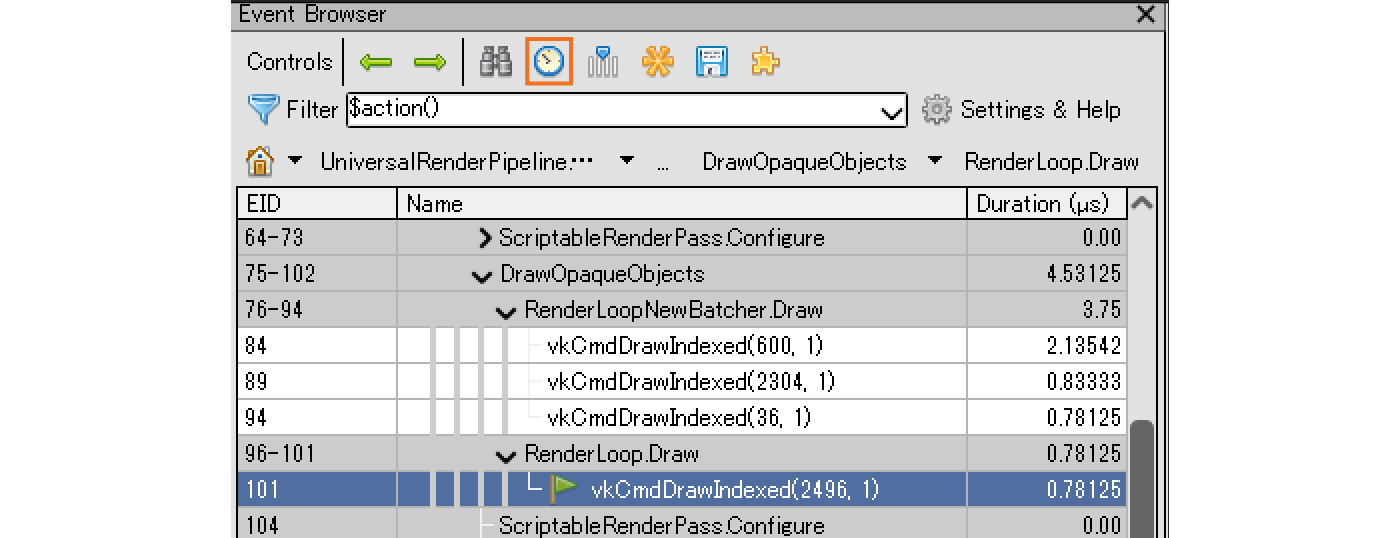 Event Browser
Controls
Filter $action() Settings & Help
UniversalRenderPipeline.… ... DrawOpaqueObjects RenderLoop.Draw
EID Name Duration (µs)
64-73 ScriptableRenderPass.Configure 0.00
75-102 DrawOpaqueObjects 4.53125
76-94 RenderLoopNewBatcher.Draw 3.75
84 vkCmdDrawIndexed(600, 1) 2.13542
89 vkCmdDrawIndexed(2304, 1) 0.83333
94 vkCmdDrawIndexed(36, 1) 0.78125
96-101 RenderLoop.Draw 0.78125
101 vkCmdDrawIndexed(2496, 1) 0.78125
104 ScriptableRenderPass.Configure 0.00